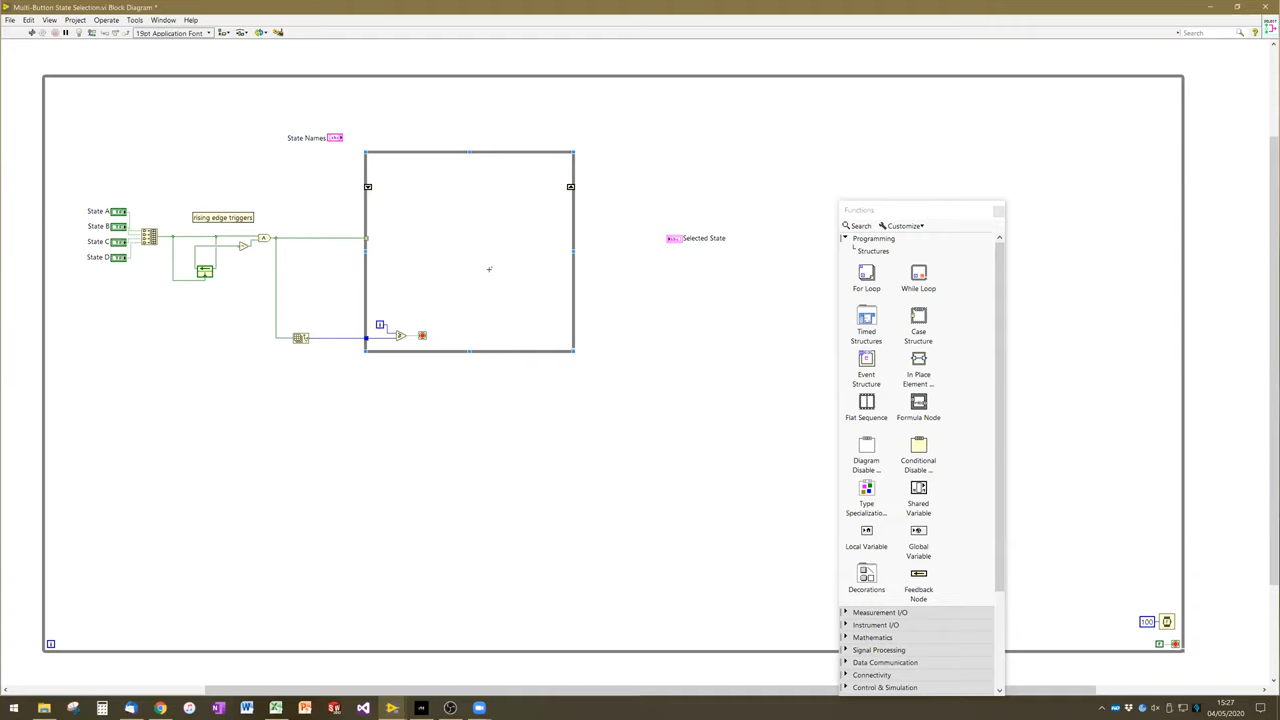 Multi-Button State Selection.vi Block Diagram *
File Edit View Project Operate Tools Window Help
19pt Application Font
Search
State Names
State A
State B
State C
State D
rising edge triggers
Selected State
Functions
Search Customize
Programming
Structures
For Loop While Loop
Timed Structures Case Structure
Event Structure In Place Element ...
Flat Sequence Formula Node
Diagram Disable ... Conditional Disable ...
Type Specializatio... Shared Variable
Local Variable Global Variable
Decorations Feedback Node
Measurement I/O
Instrument I/O
Mathematics
Signal Processing
Data Communication
Connectivity
Control & Simulation
100
i
i
15:27
04/05/2020